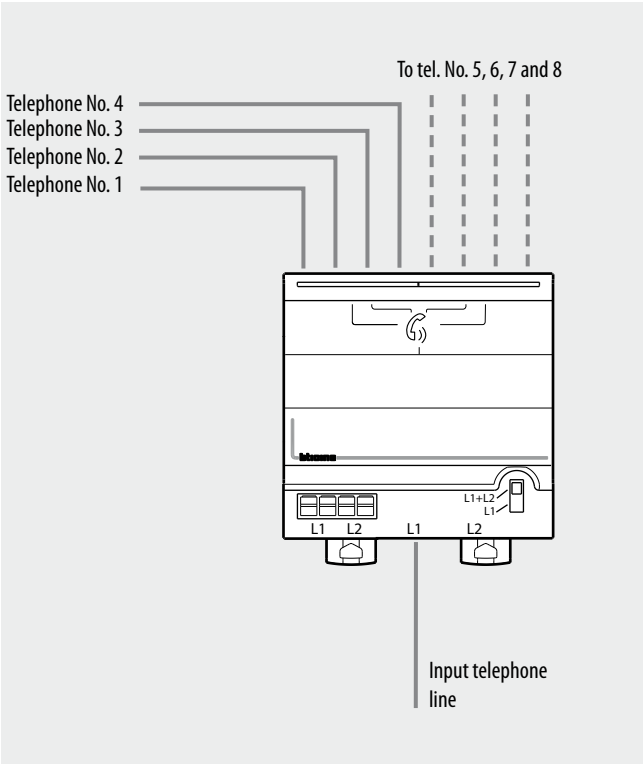 To tel. No. 5, 6, 7 and 8
Telephone No. 4
Telephone No. 3
Telephone No. 2
Telephone No. 1
bticino
L1+L2
L1
L1 L2 L1 L2
Input telephone
line